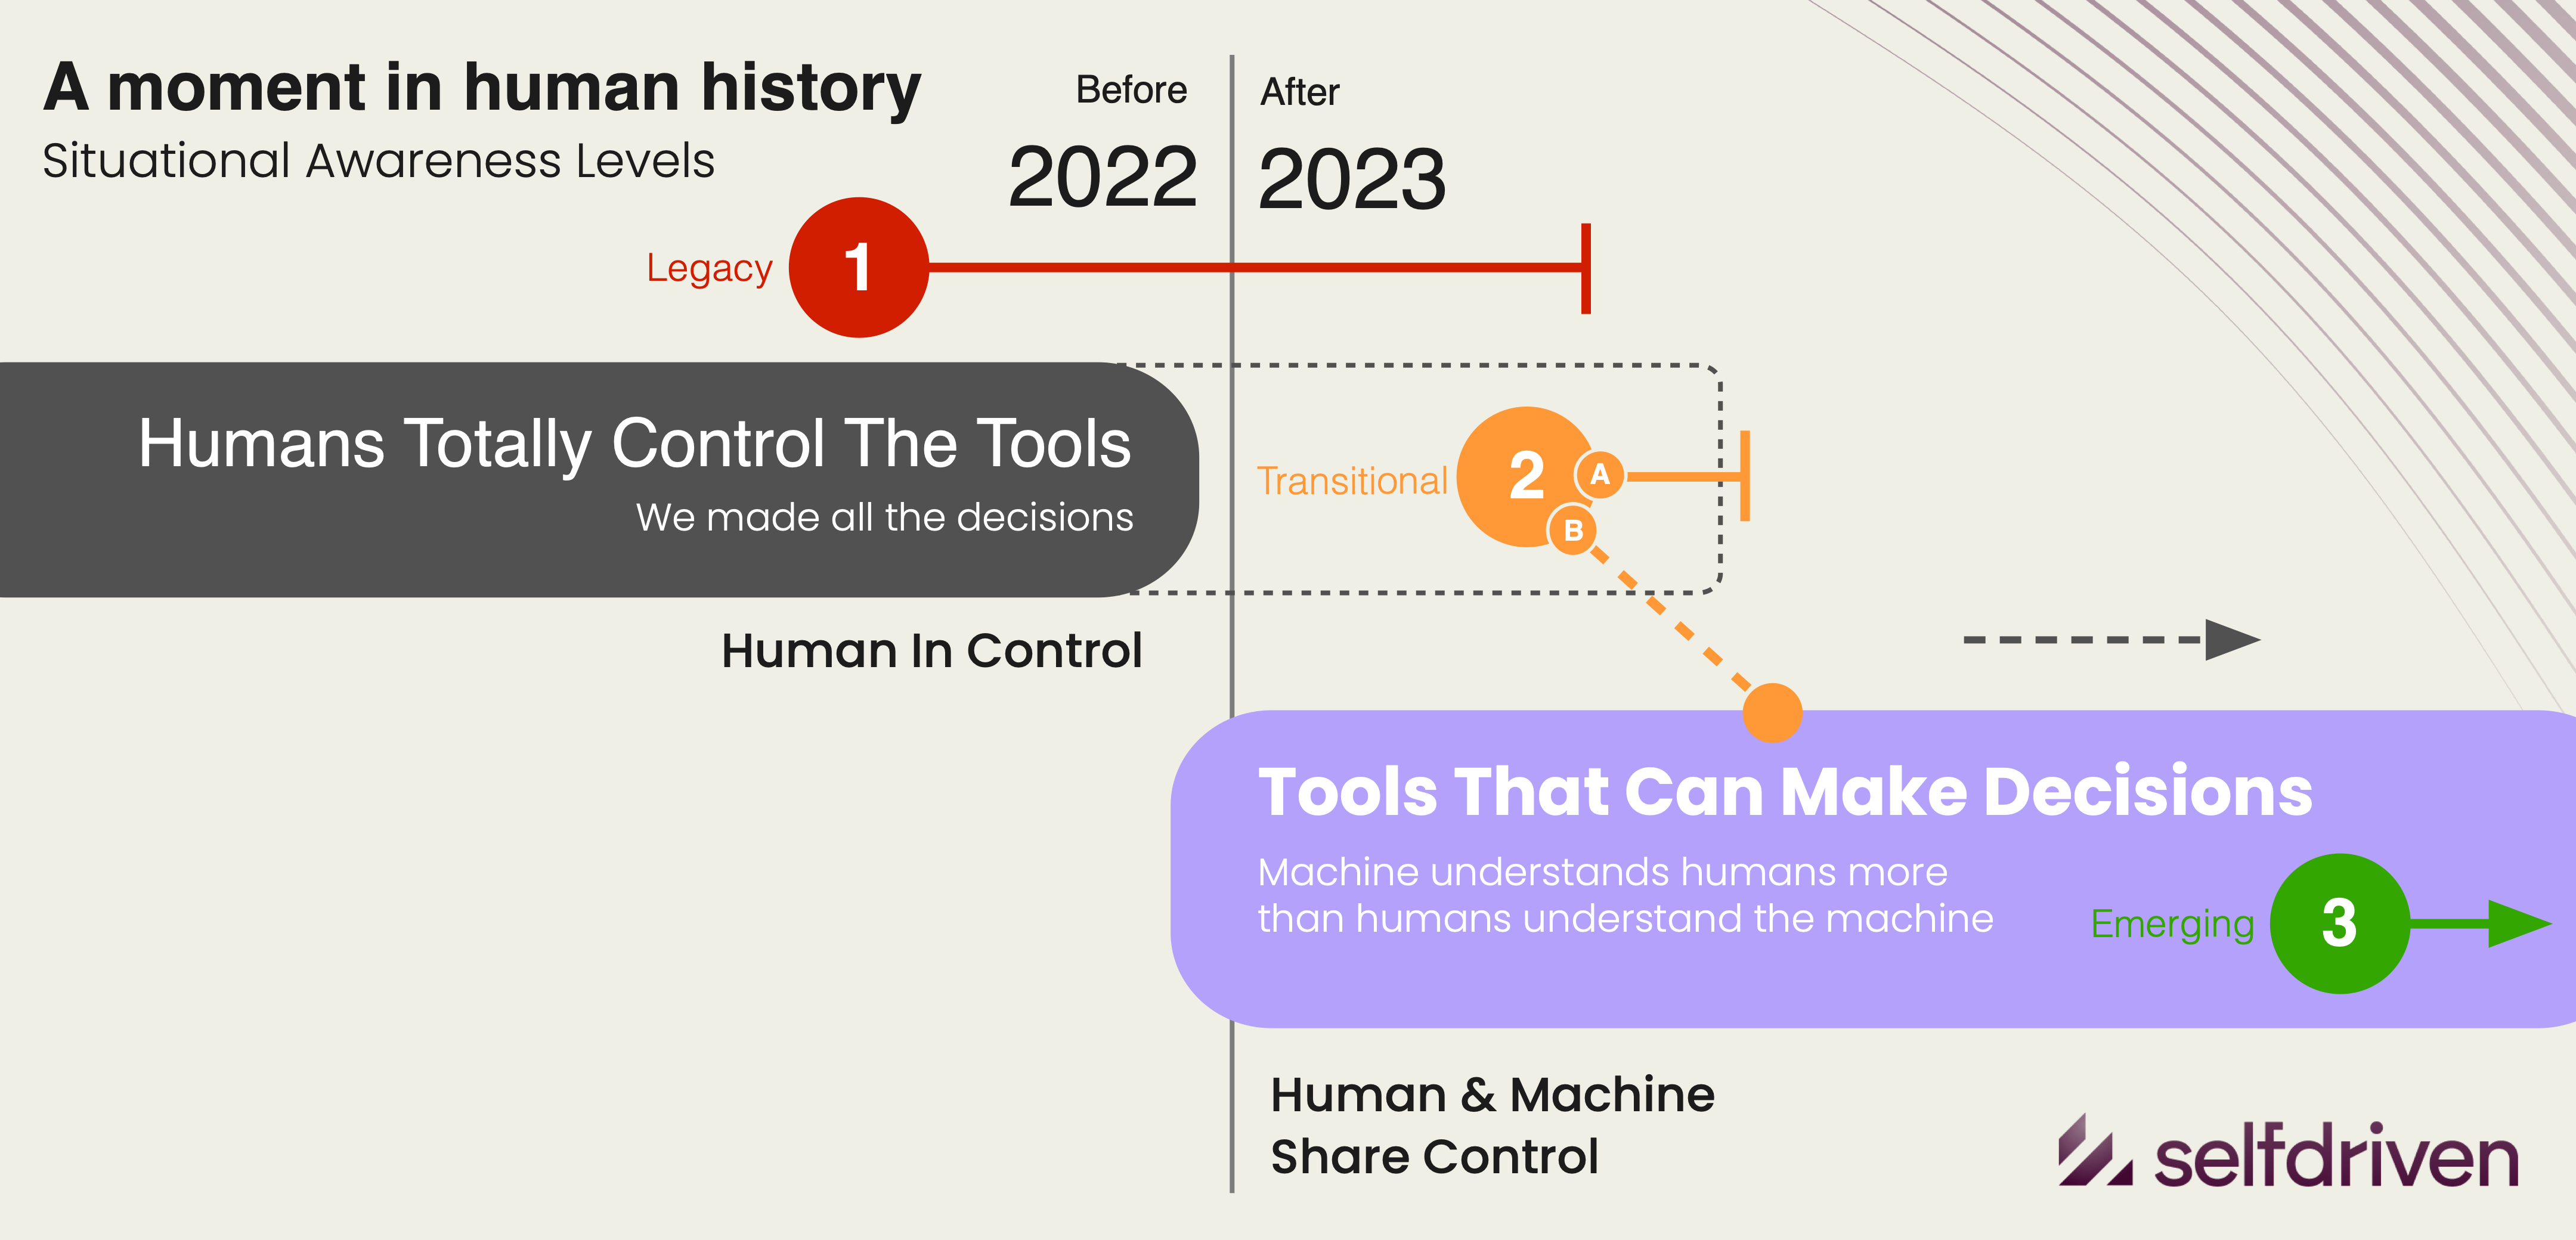 A moment in human history
Situational Awareness Levels
Before
2022
After
2023
Legacy
1
Humans Totally Control The Tools
We made all the decisions
Transitional
2
A
B
Human In Control
Tools That Can Make Decisions
Machine understands humans more
than humans understand the machine
Emerging
3
Human & Machine
Share Control
selfdriven